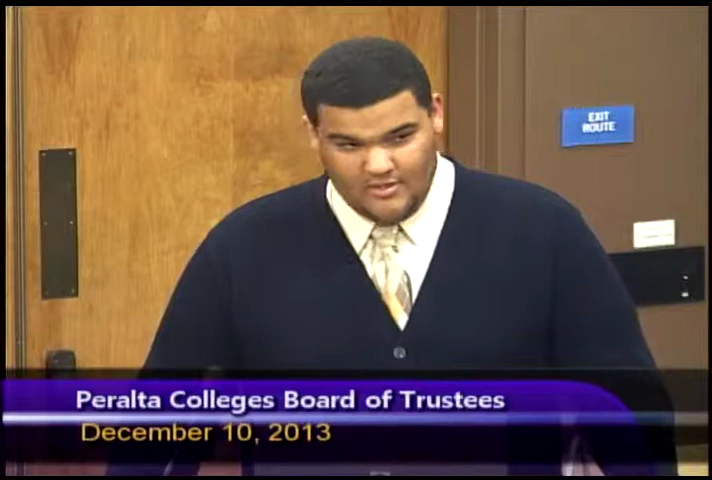 EXIT
ROUTE
Peralta Colleges Board of Trustees
December 10, 2013